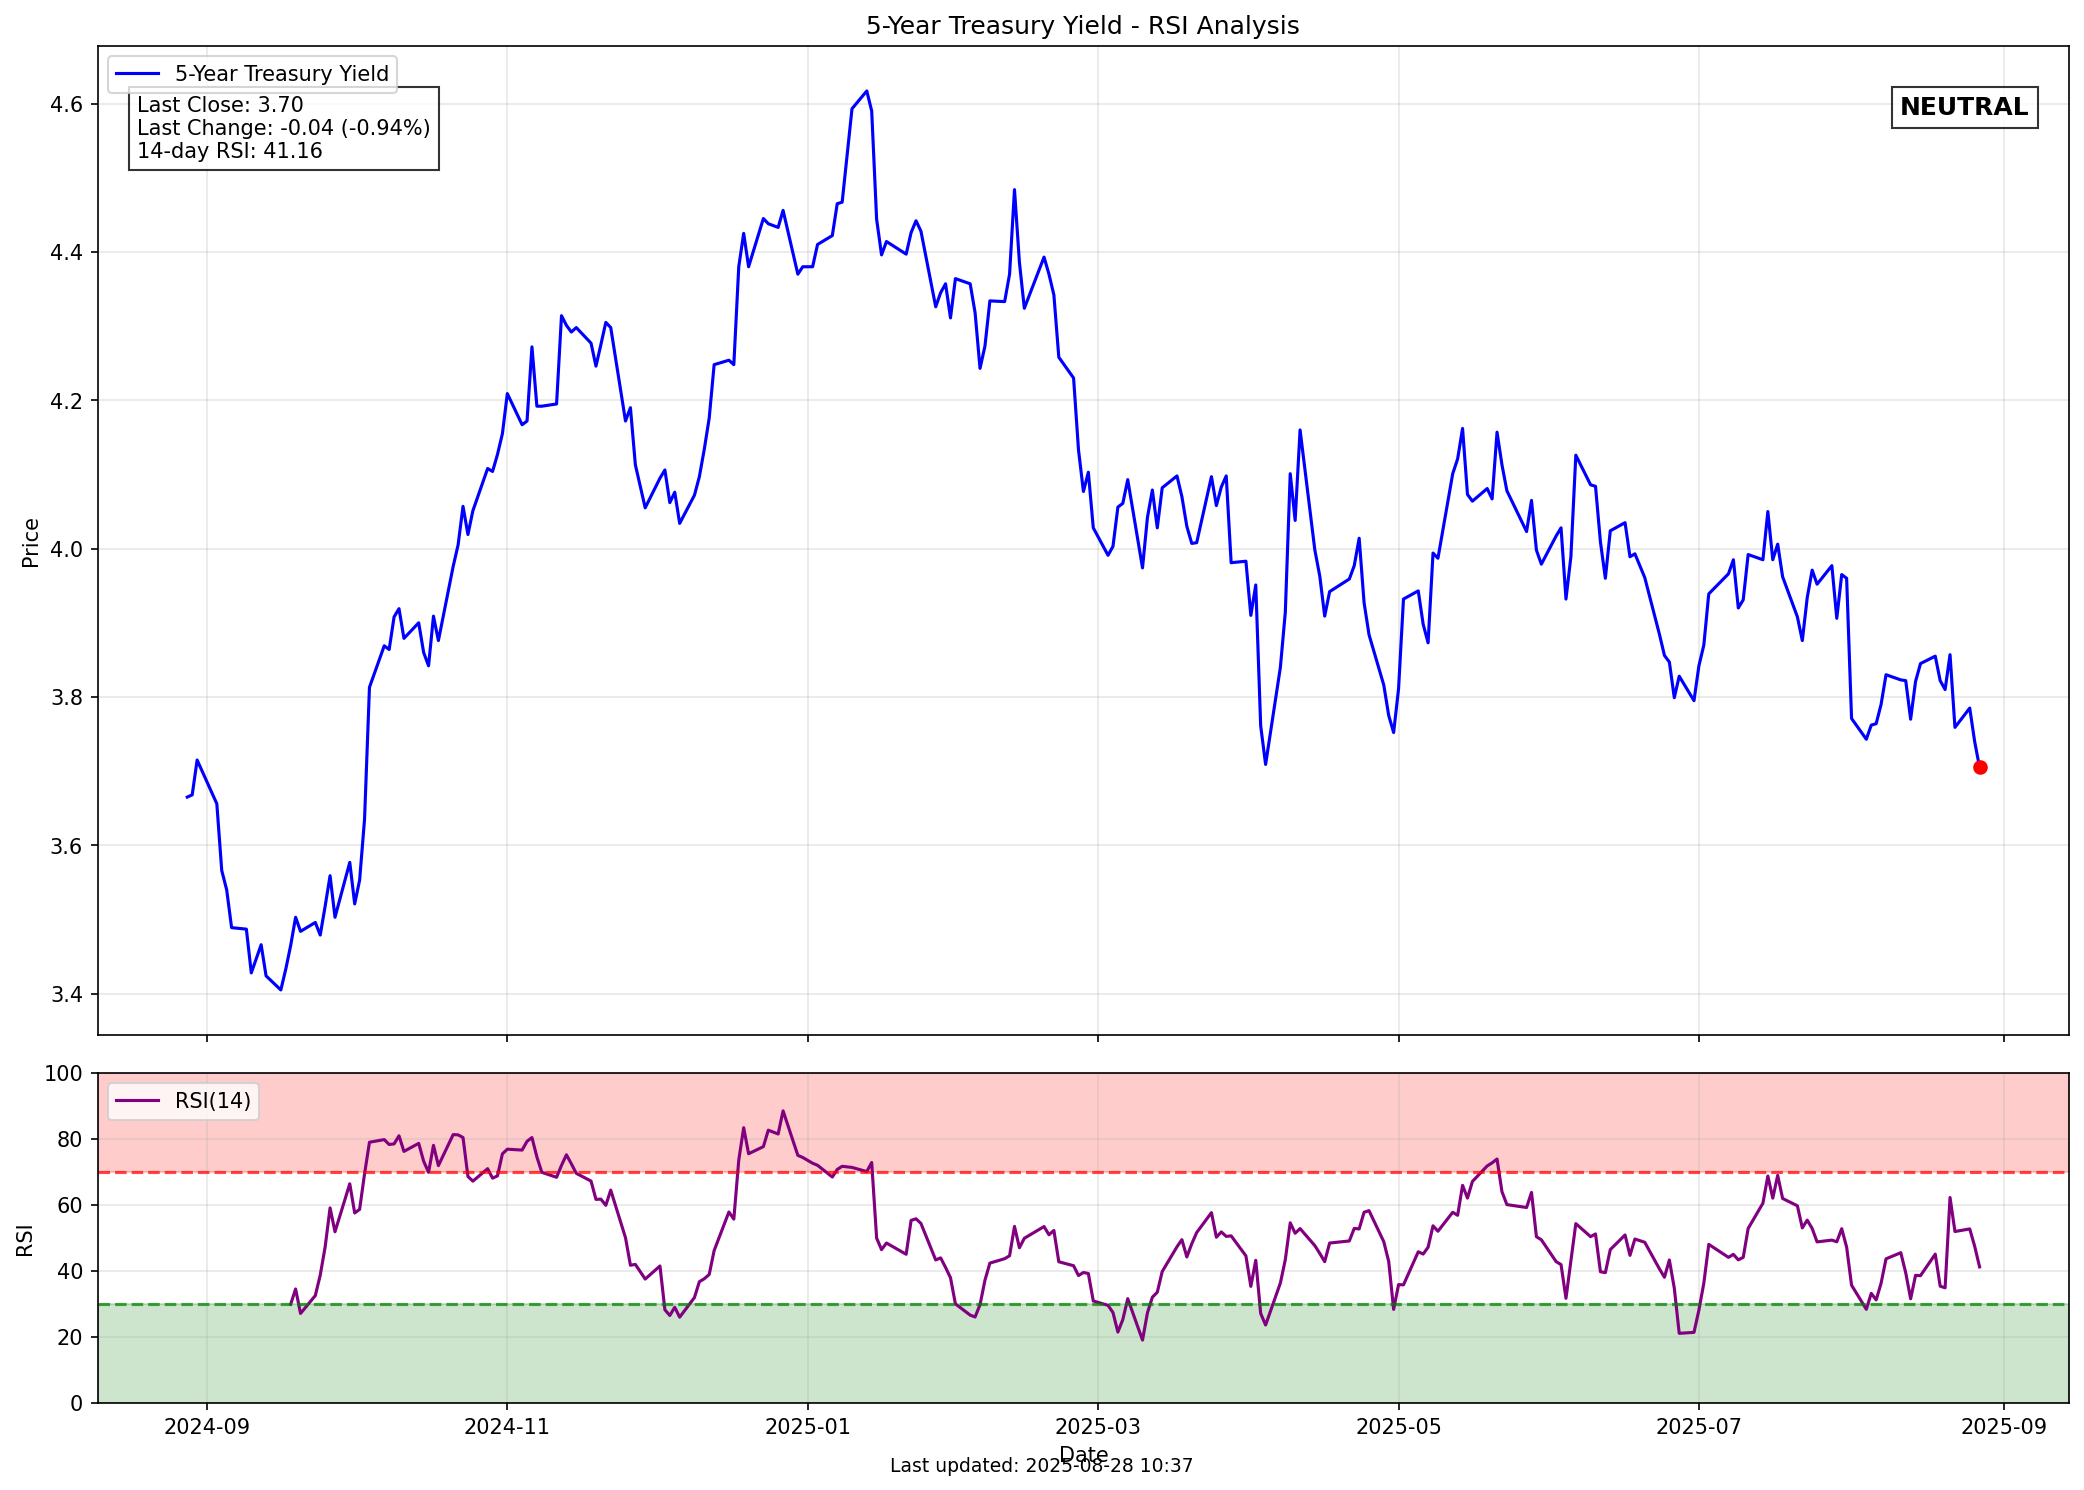 5-Year Treasury Yield - RSI Analysis
5-Year Treasury Yield
Last Close: 3.70
Last Change: -0.04 (-0.94%)
14-day RSI: 41.16
NEUTRAL
Price
4.6
4.4
4.2
4.0
3.8
3.6
3.4
RSI(14)
RSI
100
80
60
40
20
0
2024-09
2024-11
2025-01
2025-03
2025-05
2025-07
2025-09
Date
Last updated: 2025-08-28 10:37